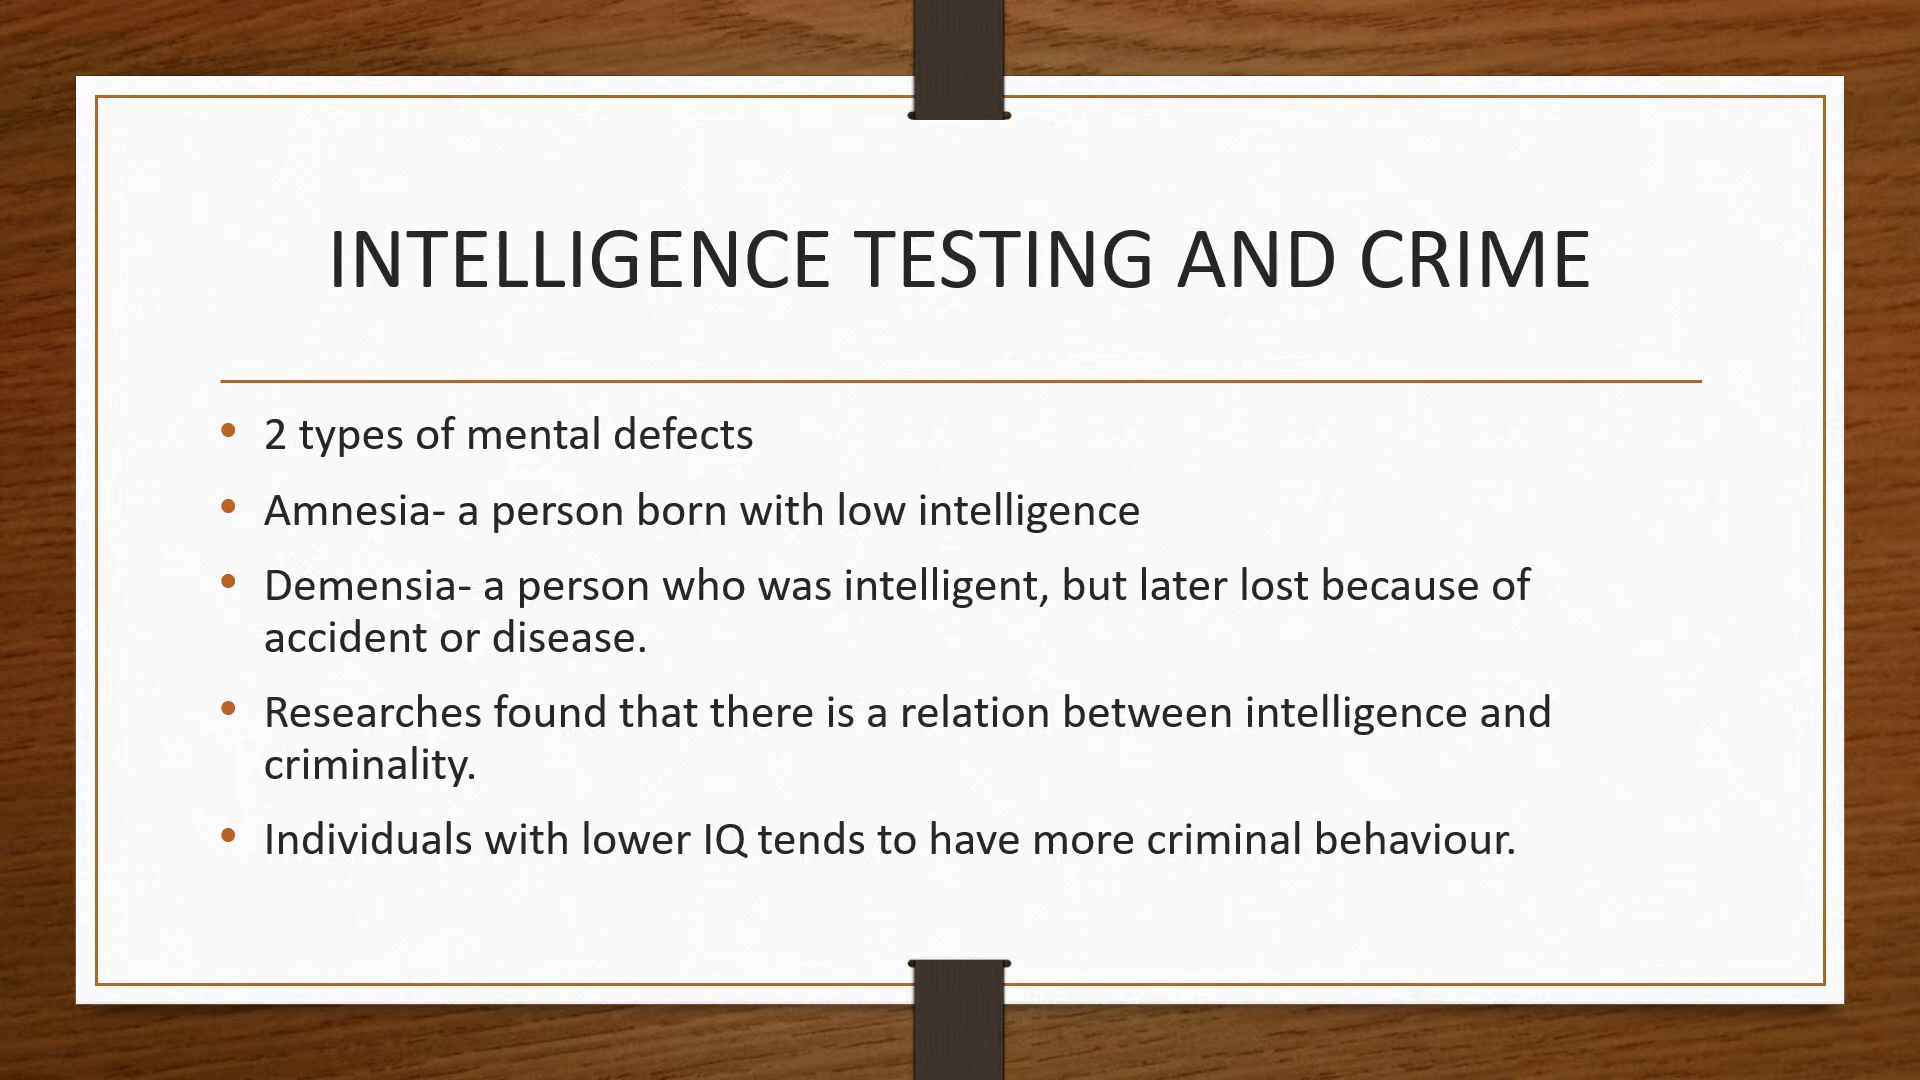 INTELLIGENCE TESTING AND CRIME
• 2 types of mental defects
• Amnesia- a person born with low intelligence
• Demensia- a person who was intelligent, but later lost because of
accident or disease.
• Researches found that there is a relation between intelligence and
criminality.
• Individuals with lower IQ tends to have more criminal behaviour.